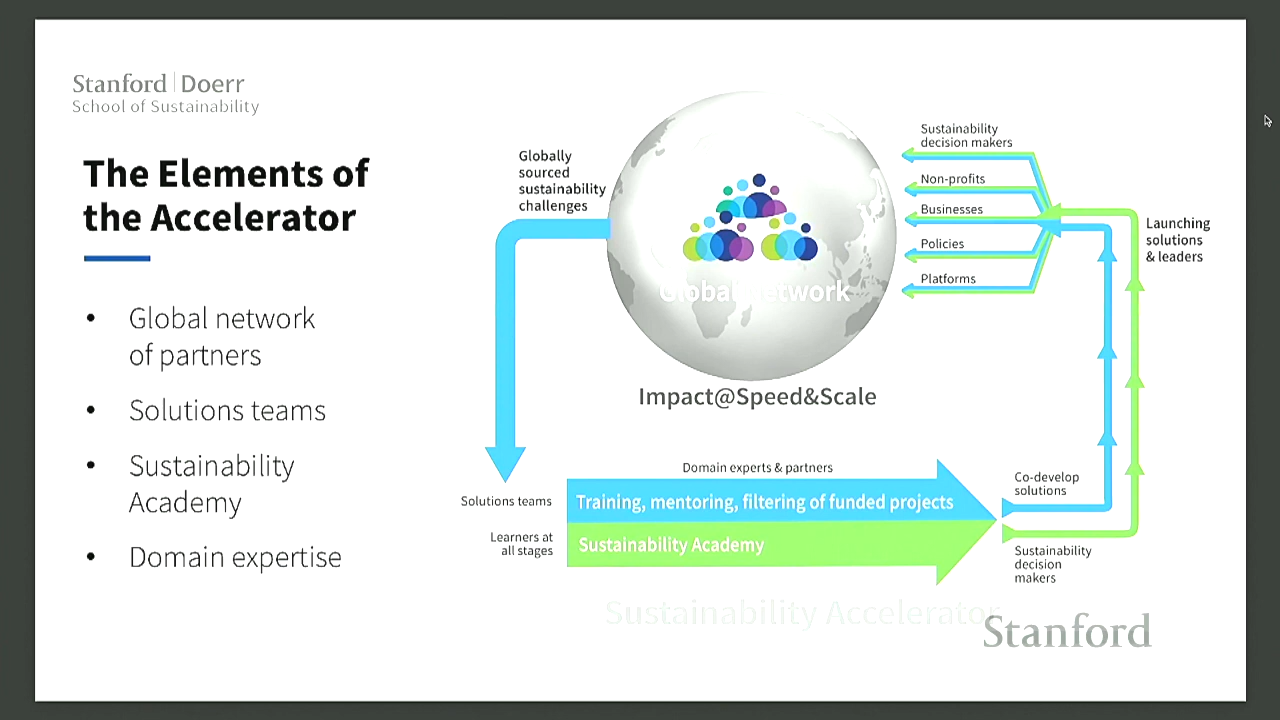 Stanford | Doerr
School of Sustainability
The Elements of
the Accelerator
• Global network
of partners
• Solutions teams
• Sustainability
Academy
• Domain expertise
Globally
sourced
sustainability
challenges
Global Network
Impact@Speed&Scale
Sustainability
decision makers
Non-profits
Businesses
Policies
Platforms
Launching
solutions
& leaders
Domain experts & partners
Solutions teams
Training, mentoring, filtering of funded projects
Learners at
all stages
Sustainability Academy
Co-develop
solutions
Sustainability
decision
makers
Sustainability Accelerator
Stanford